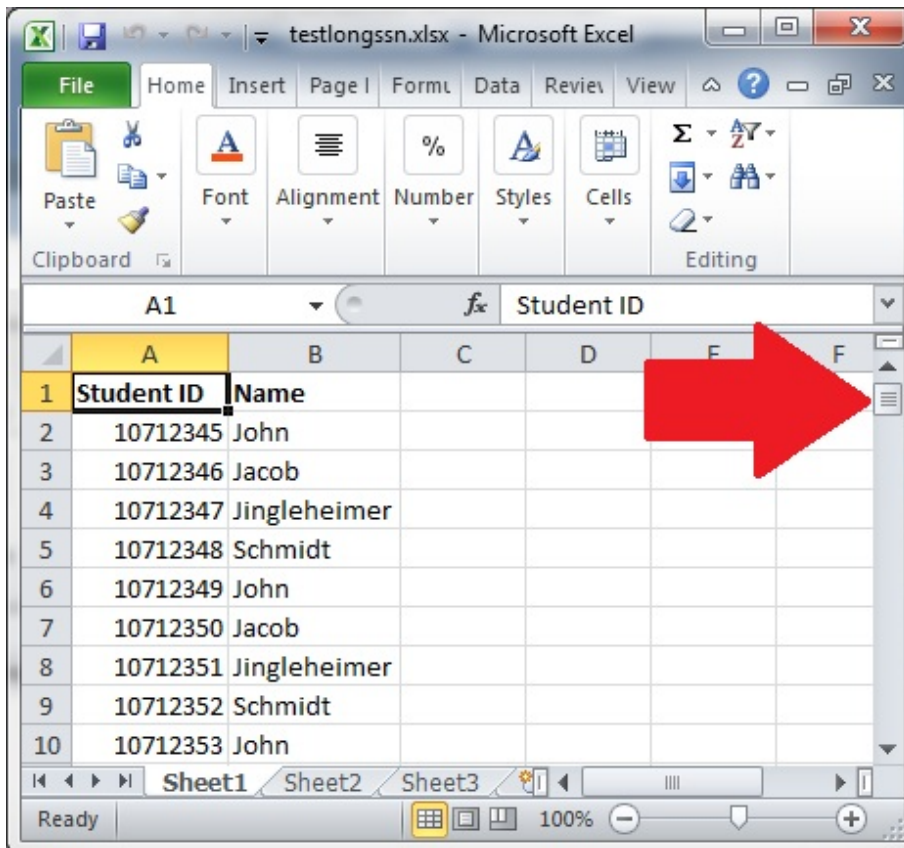 testlongssn.xlsx - Microsoft Excel
File Home Insert Page l Formu Data Review View
Paste Font Alignment Number Styles Cells
Clipboard Editing
A1 fx Student ID
A B C D F
1 Student ID Name
2 10712345 John
3 10712346 Jacob
4 10712347 Jingleheimer
5 10712348 Schmidt
6 10712349 John
7 10712350 Jacob
8 10712351 Jingleheimer
9 10712352 Schmidt
10 10712353 John
Sheet1 Sheet2 Sheet3
Ready 100%